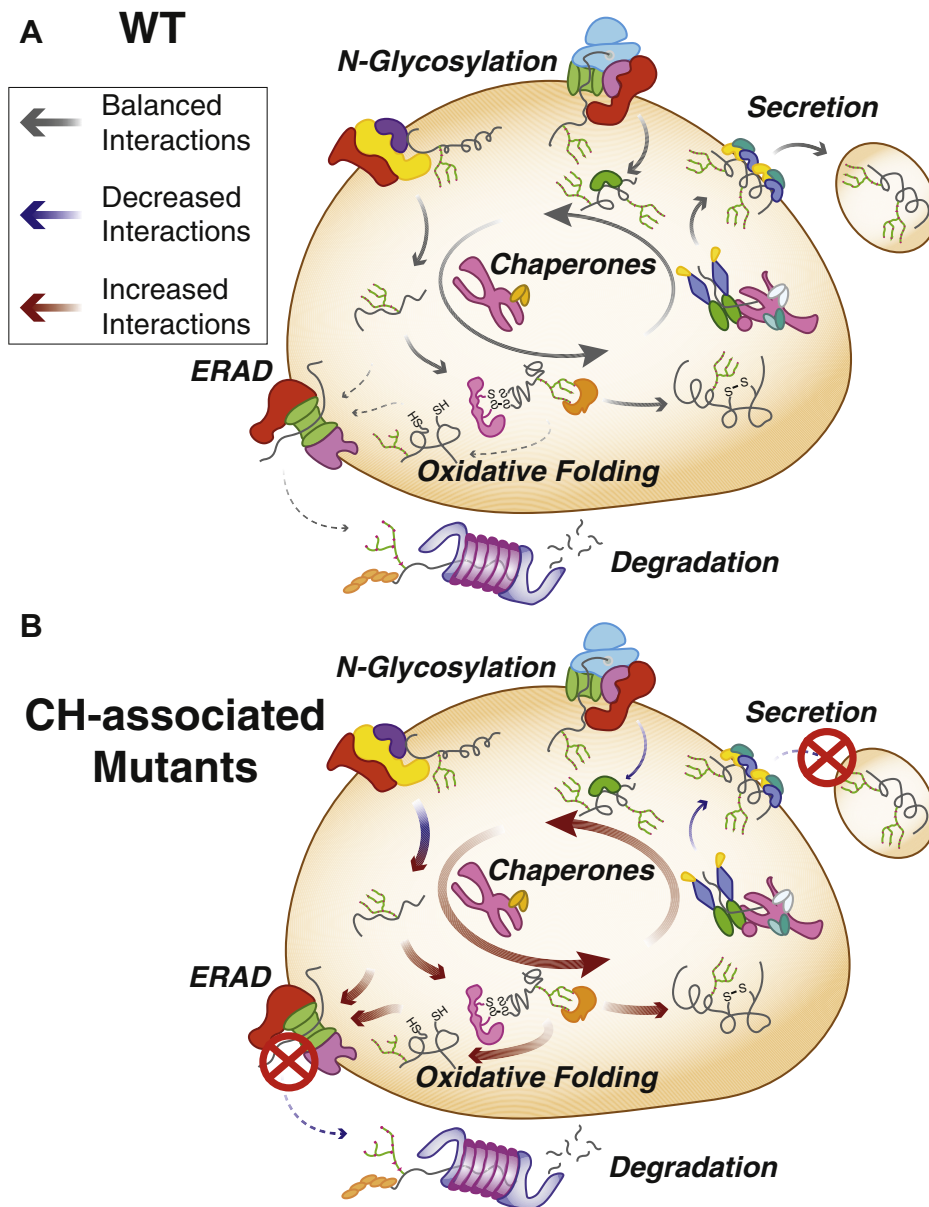 A WT
Balanced
Interactions
Decreased
Interactions
Increased
Interactions
N-Glycosylation
Secretion
Chaperones
ERAD
S
S-S
HS
SH
S-S
Oxidative Folding
Degradation
B
CH-associated
Mutants
N-Glycosylation
Secretion
Chaperones
ERAD
S
S-S
HS
SH
S-S
Oxidative Folding
Degradation